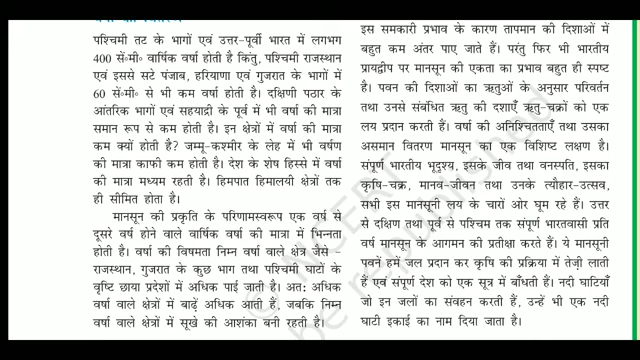 पश्चिमी तट के भागों एवं उत्तर-पूर्वी भारत में लगभग
400 सें॰मी॰ वार्षिक वर्षा होती है किंतु, पश्चिमी राजस्थान
एवं इससे सटे पंजाब, हरियाणा एवं गुजरात के भागों में
60 सें॰मी॰ से भी कम वर्षा होती है। दक्षिणी पठार के
आंतरिक भागों एवं सहयाद्री के पूर्व में भी वर्षा की मात्रा
समान रूप से कम होती है। इन क्षेत्रों में वर्षा की मात्रा
कम क्यों होती है? जम्मू-कश्मीर के लेह में भी वर्षण
की मात्रा काफी कम होती है। देश के शेष हिस्से में वर्षा
की मात्रा मध्यम रहती है। हिमपात हिमालयी क्षेत्रों तक
ही सीमित होता है।
मानसून की प्रकृति के परिणामस्वरूप एक वर्ष से
दूसरे वर्ष होने वाले वार्षिक वर्षा की मात्रा में भिन्नता
होती है। वर्षा की विषमता निम्न वर्षा वाले क्षेत्र जैसे –
राजस्थान, गुजरात के कुछ भाग तथा पश्चिमी घाटों के
वृष्टि छाया प्रदेशों में अधिक पाई जाती है। अत: अधिक
वर्षा वाले क्षेत्रों में बाढ़ें अधिक आती हैं, जबकि निम्न
वर्षा वाले क्षेत्रों में सूखे की आशंका बनी रहती है।
इस समकारी प्रभाव के कारण तापमान की दिशाओं में
बहुत कम अंतर पाए जाते हैं। परंतु फिर भी भारतीय
प्रायद्वीप पर मानसून की एकता का प्रभाव बहुत ही स्पष्ट
है। पवन की दिशाओं का ऋतुओं के अनुसार परिवर्तन
तथा उनसे संबंधित ऋतु की दशाएँ ऋतु-चक्रों को एक
लय प्रदान करती हैं। वर्षा की अनिश्चितताएँ तथा उसका
असमान वितरण मानसून का एक विशिष्ट लक्षण है।
संपूर्ण भारतीय भूदृश्य, इसके जीव तथा वनस्पति, इसका
कृषि-चक्र, मानव-जीवन तथा उनके त्यौहार-उत्सव,
सभी इस मानसूनी लय के चारों ओर घूम रहे हैं। उत्तर
से दक्षिण तथा पूर्व से पश्चिम तक संपूर्ण भारतवासी प्रति
वर्ष मानसून के आगमन की प्रतीक्षा करते हैं। ये मानसूनी
पवनें हमें जल प्रदान कर कृषि की प्रक्रिया में तेज़ी लाती
हैं एवं संपूर्ण देश को एक सूत्र में बाँधती हैं। नदी घाटियाँ
जो इन जलों का संवहन करती हैं, उन्हें भी एक नदी
घाटी इकाई का नाम दिया जाता है।